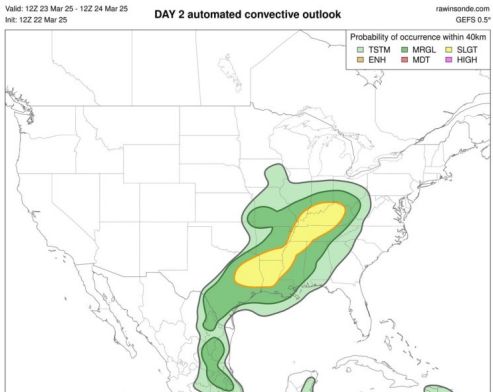 Valid: 12Z 23 Mar 25 - 12Z 24 Mar 25
Init: 12Z 22 Mar 25
DAY 2 automated convective outlook
rawinsonde.com
GEFS 0.5°
Probability of occurrence within 40km
TSTM MRGL SLGT
ENH MDT HIGH